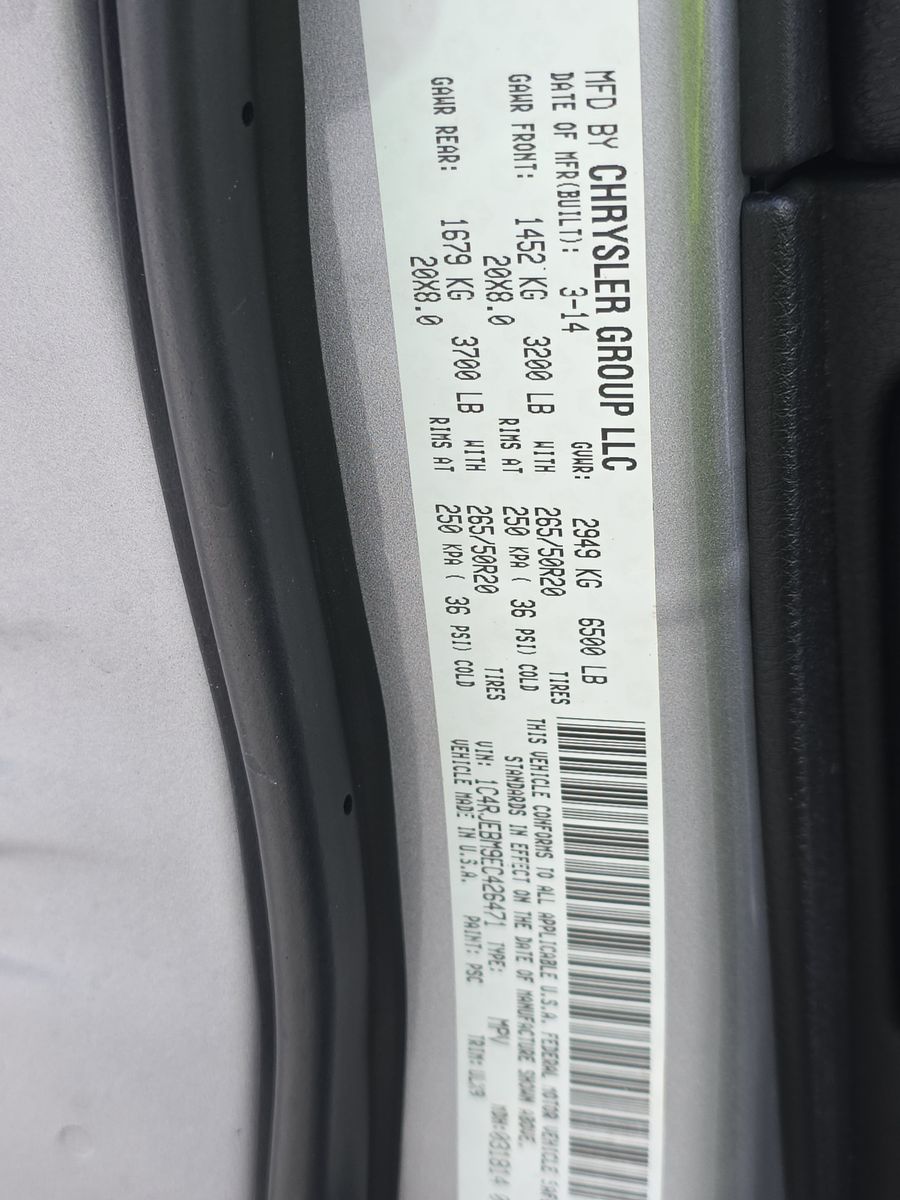 MFD BY CHRYSLER GROUP LLC
DATE OF MFR(BUILT): 3-14 GVWR: 2949 KG 6500 LB
GAWR FRONT: 1452 KG 3200 LB WITH 265/50R20 TIRES
20X8.0 RIMS AT 250 KPA ( 36 PSI) COLD
GAWR REAR: 1679 KG 3700 LB WITH 265/50R20 TIRES
20X8.0 RIMS AT 250 KPA ( 36 PSI) COLD
THIS VEHICLE CONFORMS TO ALL APPLICABLE U.S.A. FEDERAL MOTOR VEHICLE
STANDARDS IN EFFECT ON THE DATE OF MANUFACTURE SHOWN ABOVE.
VIN: 1C4RJEBM9EC426471 TYPE: MPV MDH:031814
VEHICLE MADE IN U.S.A. PAINT: PSC TRIM: